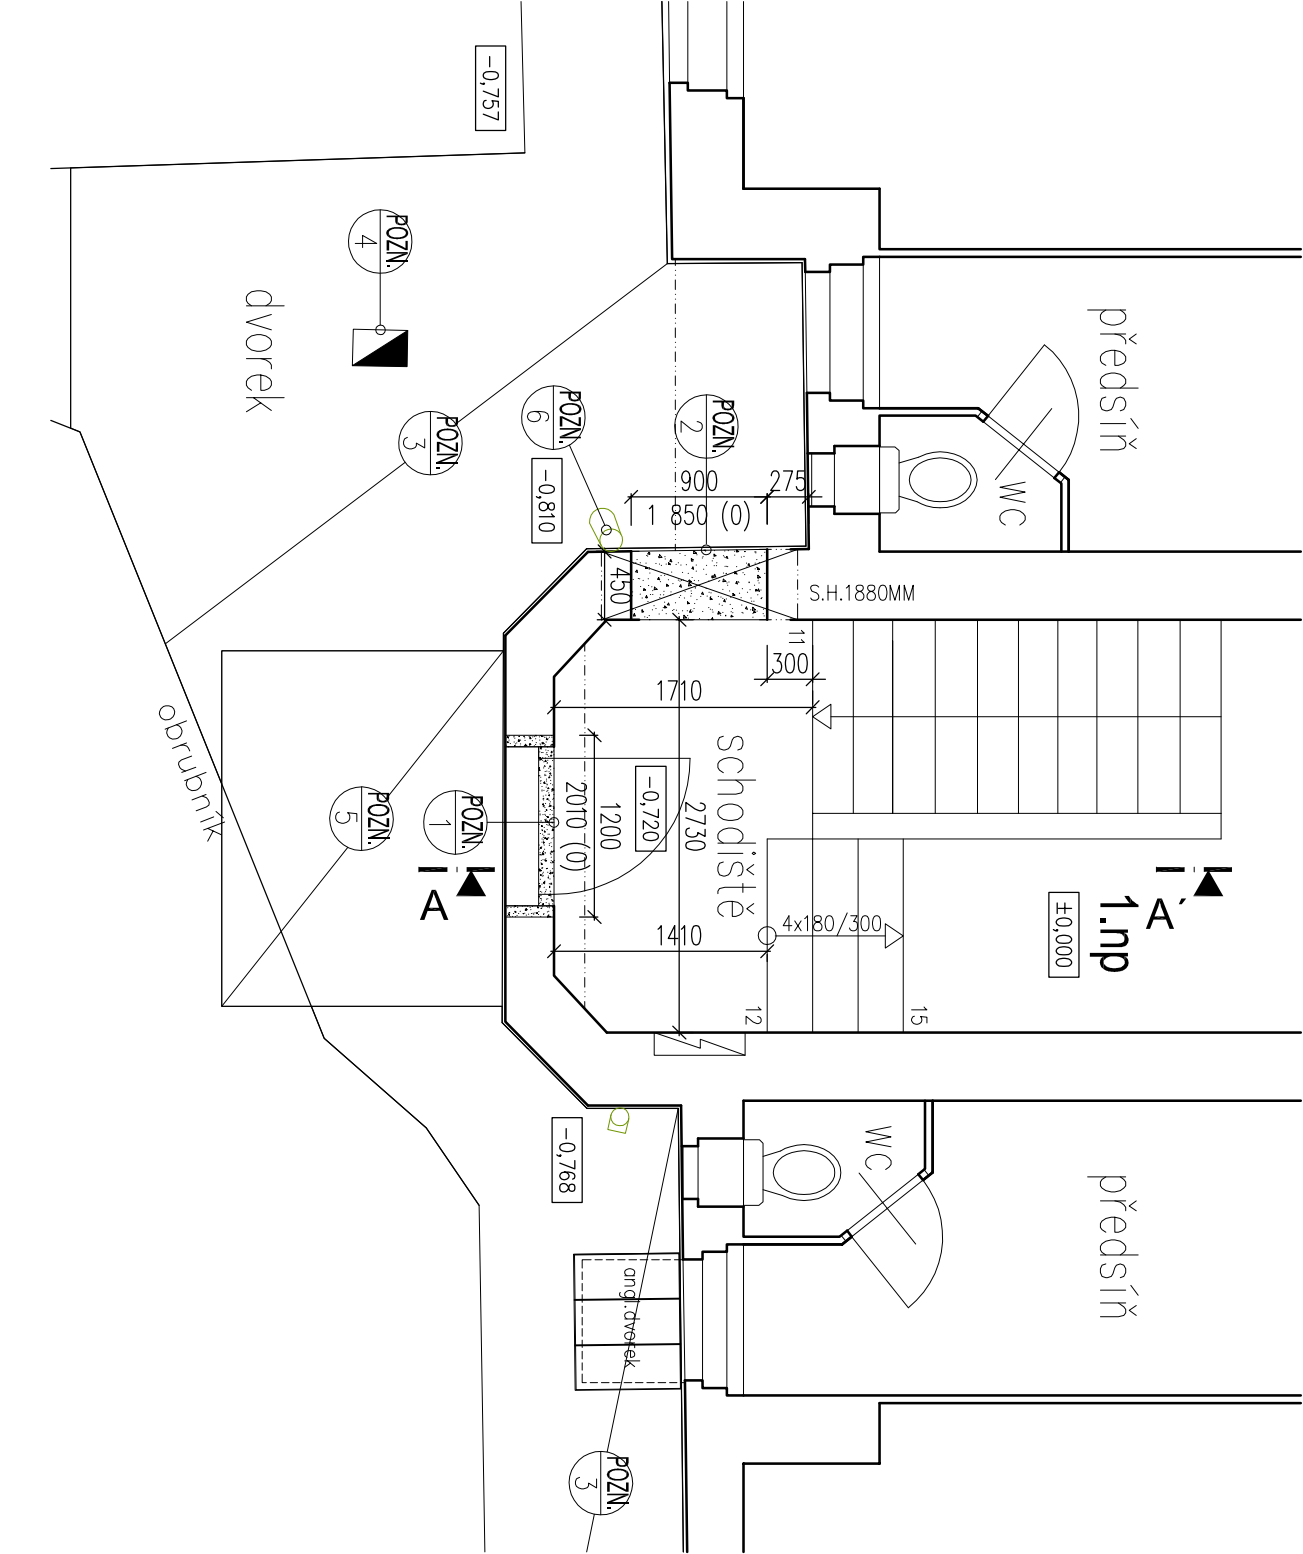 -0,757
POZN.
4
dvorek
předsíň
POZN.
3
POZN.
6
POZN.
2
WC
-0,810
900
275
1 850 (0)
450
S.H.1880MM
11
300
1710
obrubník
POZN.
5
POZN.
1
2010 (0)
1200
-0,720
2730
schodiště
A
A´
1.np
±0,000
4x180/300
1410
12
15
-0,768
WC
předsíň
angl.dvorek
POZN.
3